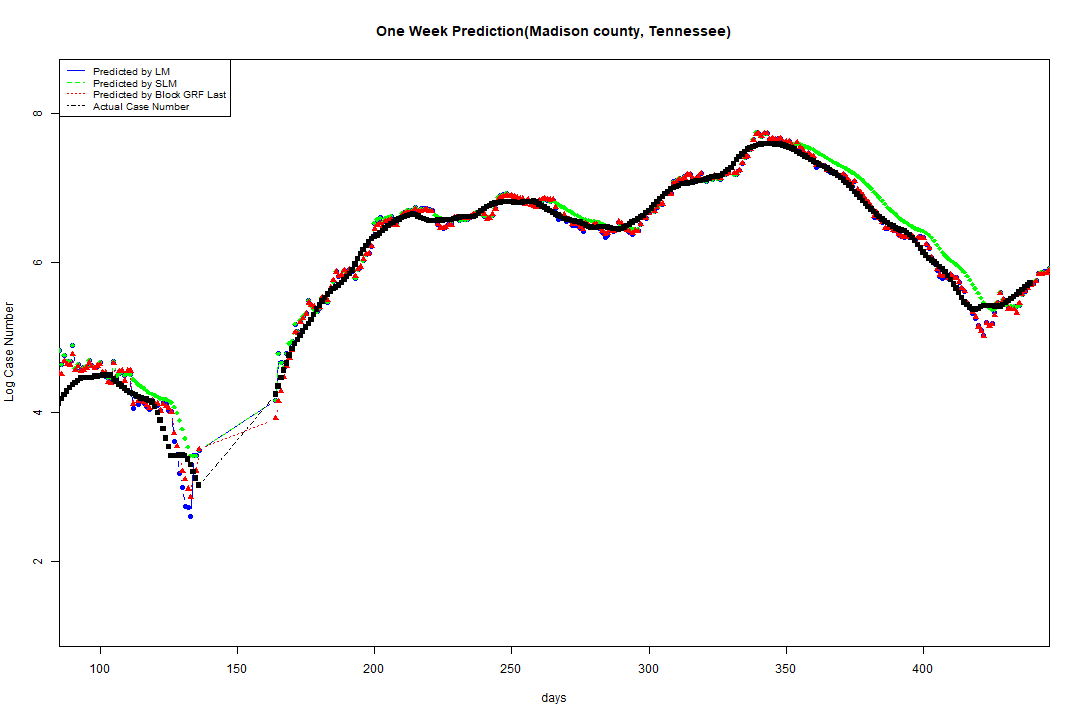 One Week Prediction(Madison county, Tennessee)
Predicted by LM
Predicted by SLM
Predicted by Block GRF Last
Actual Case Number
8
6
4
2
Log Case Number
100 150 200 250 300 350 400
days